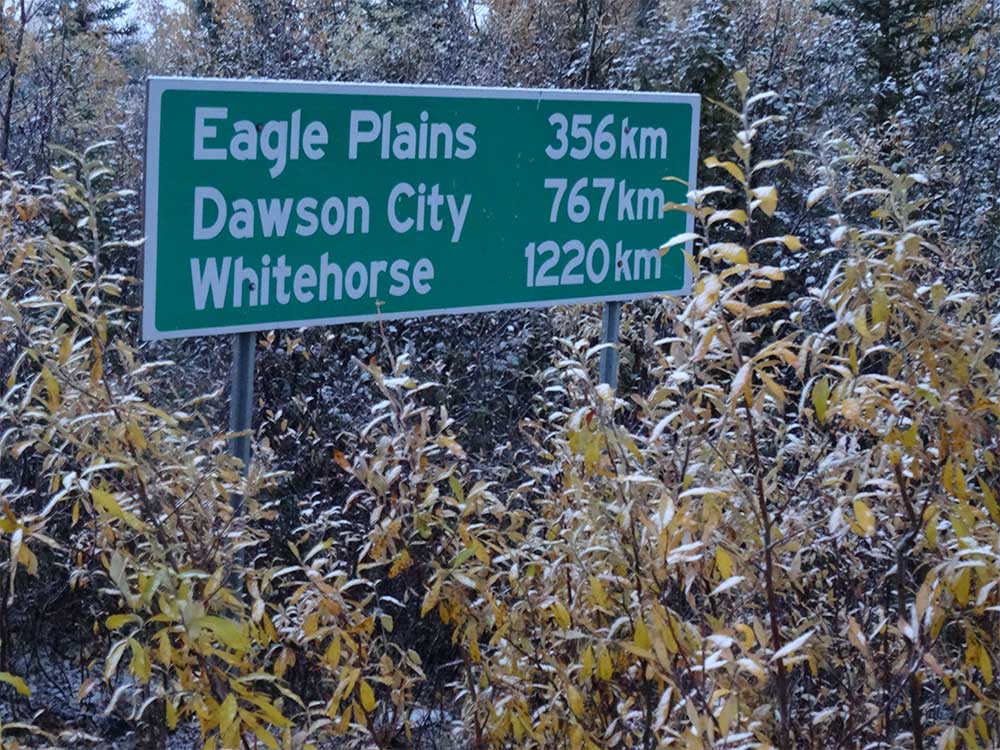 Eagle Plains 356 km
Dawson City 767 km
Whitehorse 1220 km